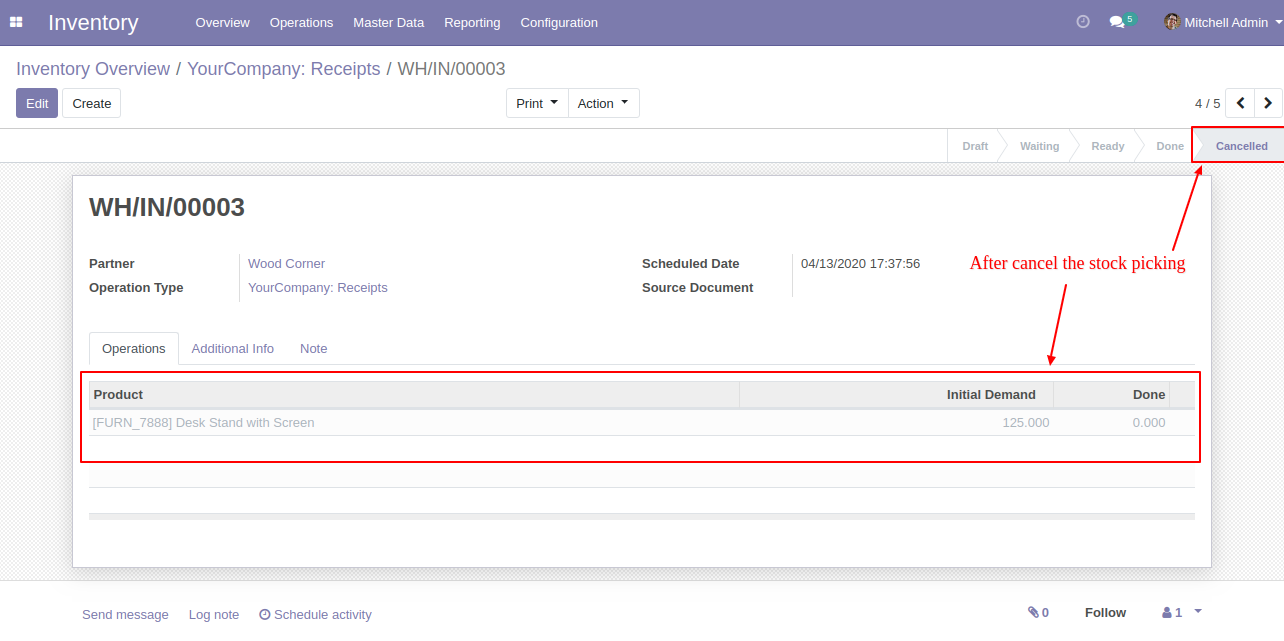 Inventory Overview Operations Master Data Reporting Configuration 5 Mitchell Admin
Inventory Overview / YourCompany: Receipts / WH/IN/00003
Edit Create Print Action 4 / 5
Draft Waiting Ready Done Cancelled
WH/IN/00003
Partner Wood Corner Scheduled Date 04/13/2020 17:37:56 After cancel the stock picking
Operation Type YourCompany: Receipts Source Document
Operations Additional Info Note
Product Initial Demand Done
[FURN_7888] Desk Stand with Screen 125.000 0.000
Send message Log note Schedule activity 0 Follow 1